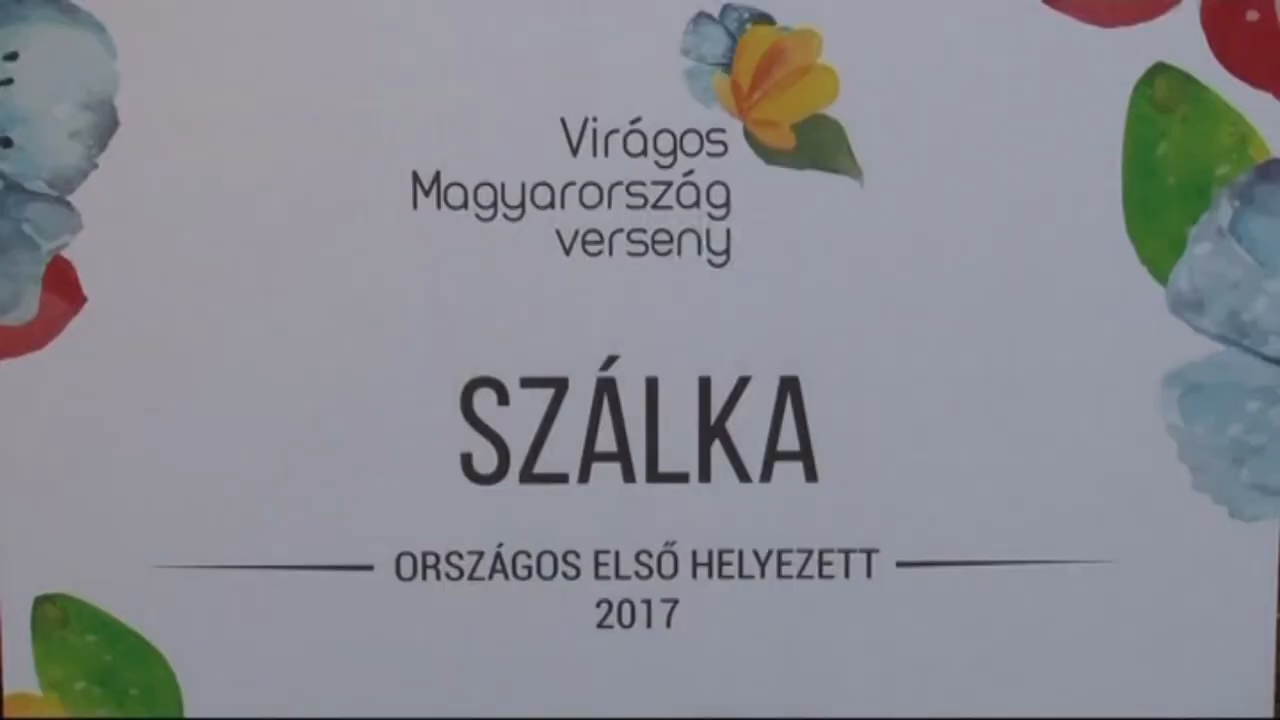 Virágos
Magyarország
verseny
SZÁLKA
ORSZÁGOS ELSŐ HELYEZETT
2017